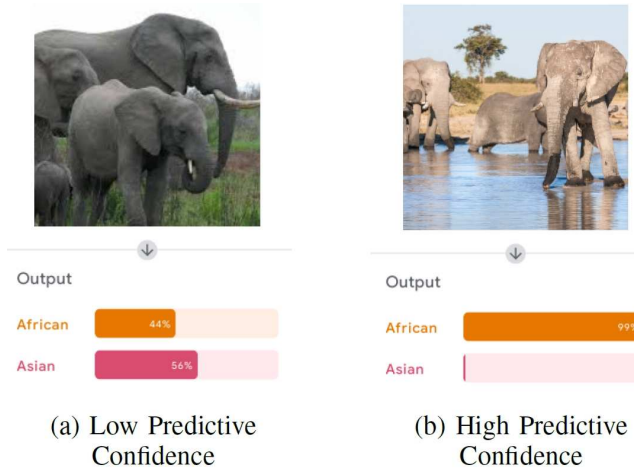 Output
African
44%
Asian
56%
(a) Low Predictive
Confidence
Output
African
99%
Asian
(b) High Predictive
Confidence